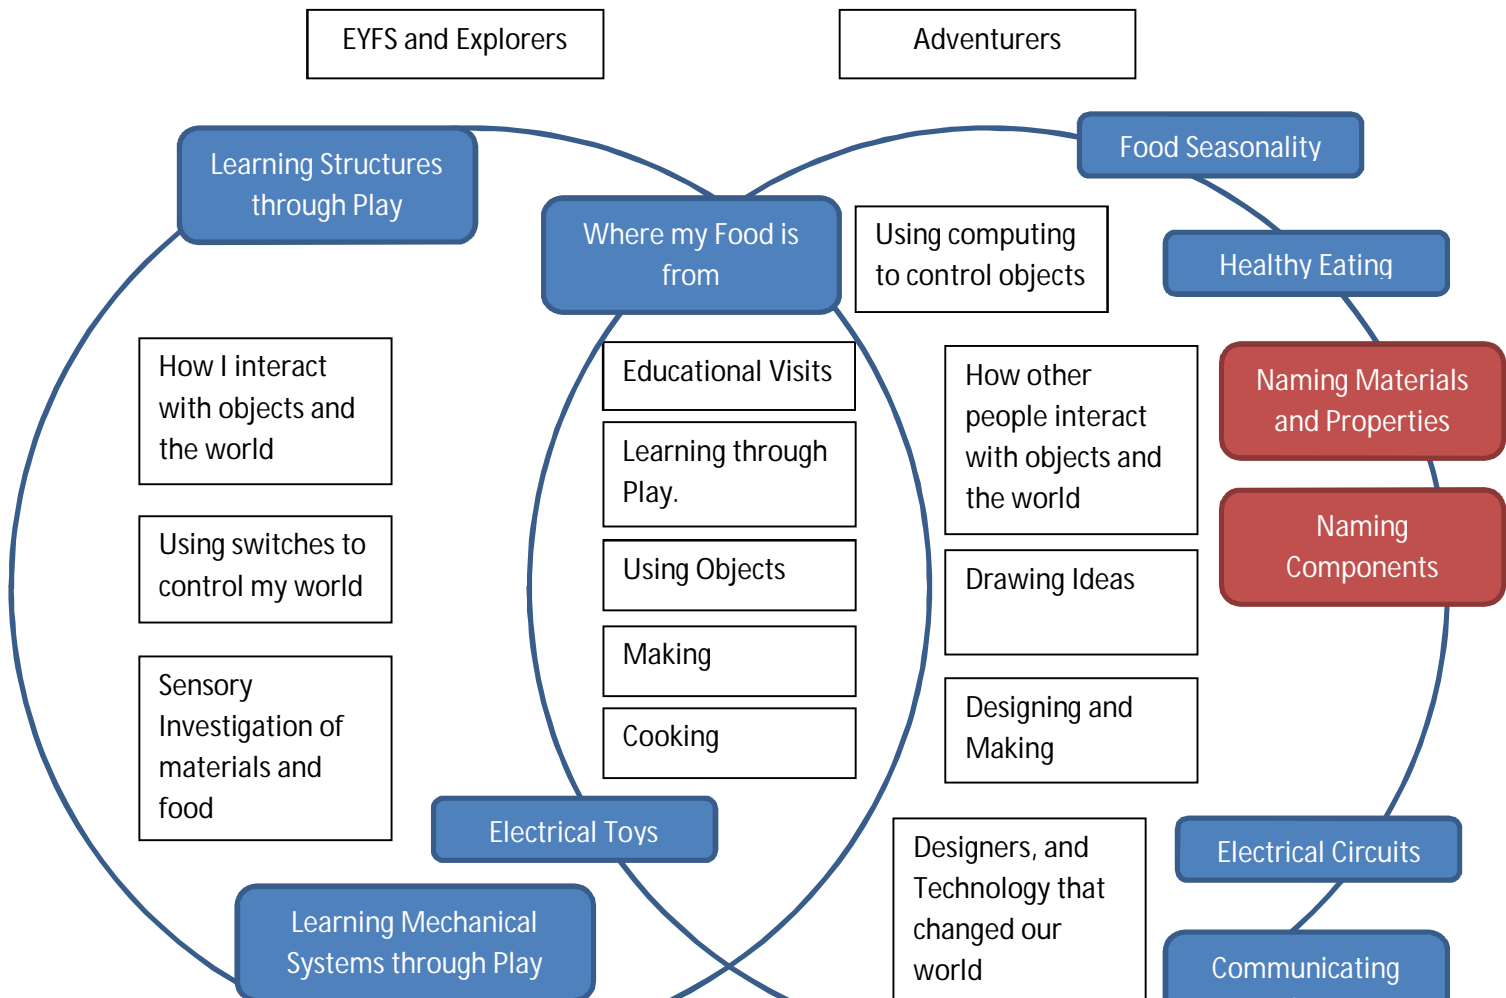 EYFS and Explorers
Adventurers
Learning Structures
through Play
Food Seasonality
Where my Food is
from
Using computing
to control objects
Healthy Eating
How I interact
with objects and
the world
Educational Visits
How other
people interact
with objects and
the world
Naming Materials
and Properties
Learning through
Play.
Naming
Components
Using switches to
control my world
Using Objects
Drawing Ideas
Sensory
Investigation of
materials and
food
Making
Designing and
Making
Cooking
Electrical Toys
Designers, and
Technology that
changed our
world
Electrical Circuits
Learning Mechanical
Systems through Play
Communicating